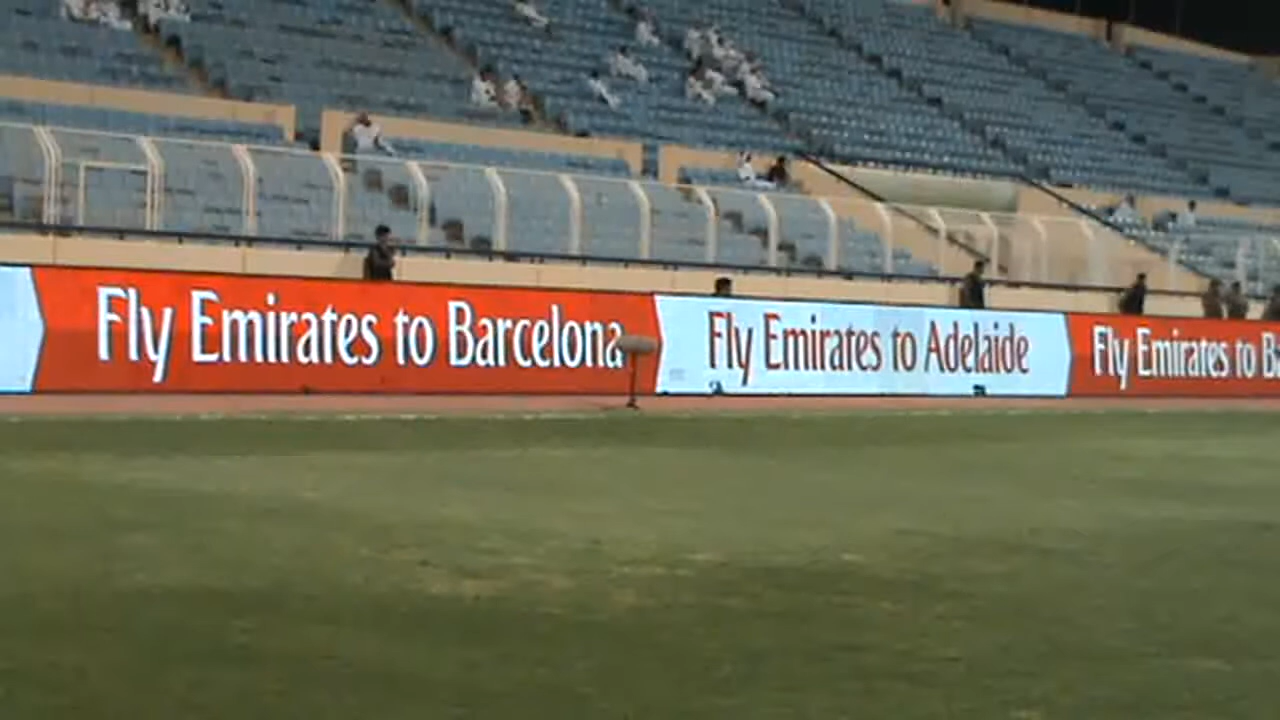 Fly Emirates to Barcelona
Fly Emirates to Adelaide
Fly Emirates to